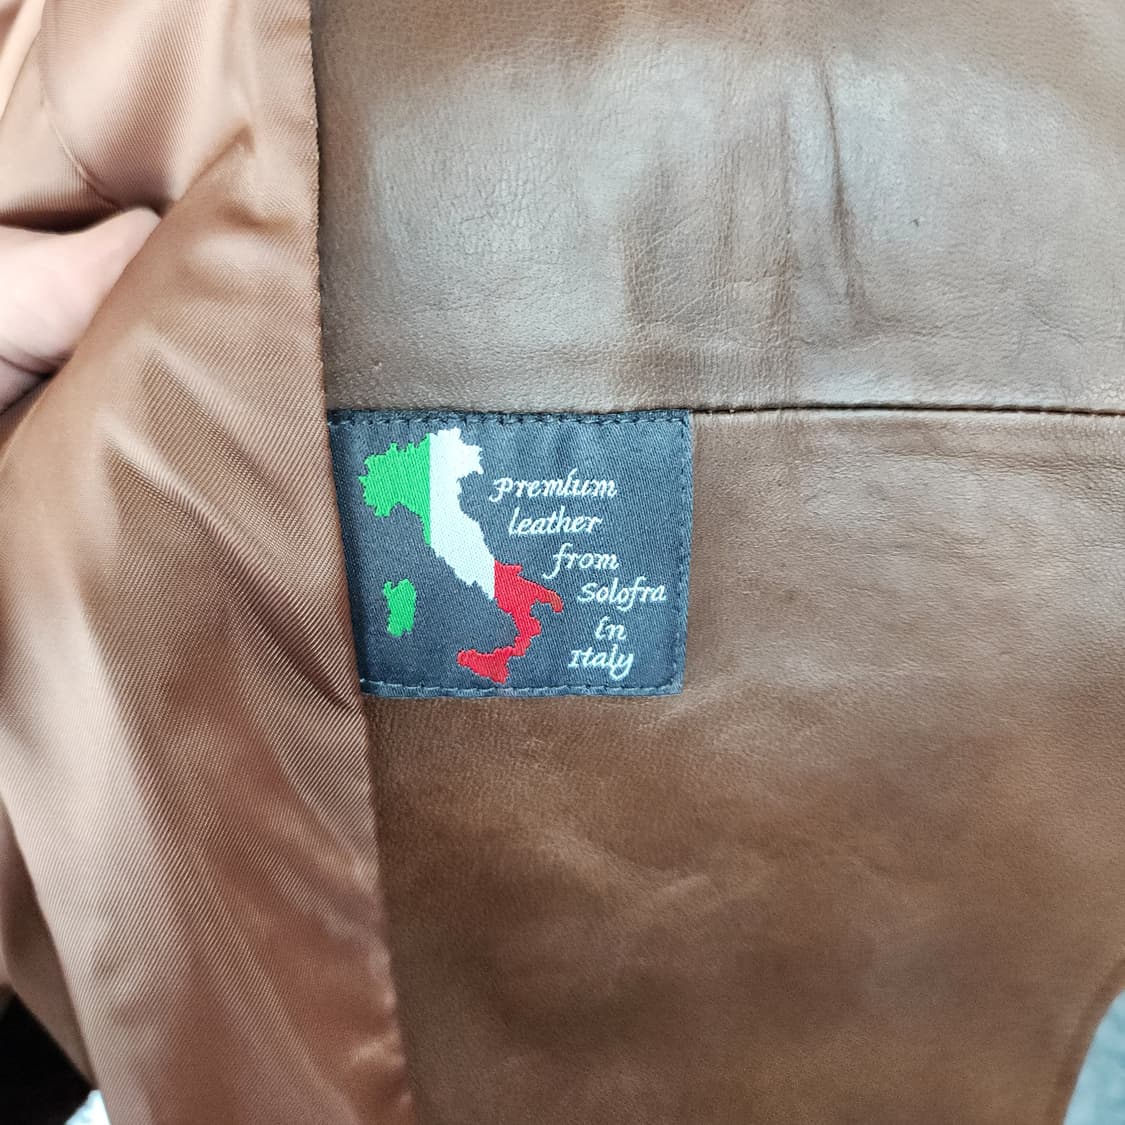 Premium
leather
from
Solofra
in
Italy